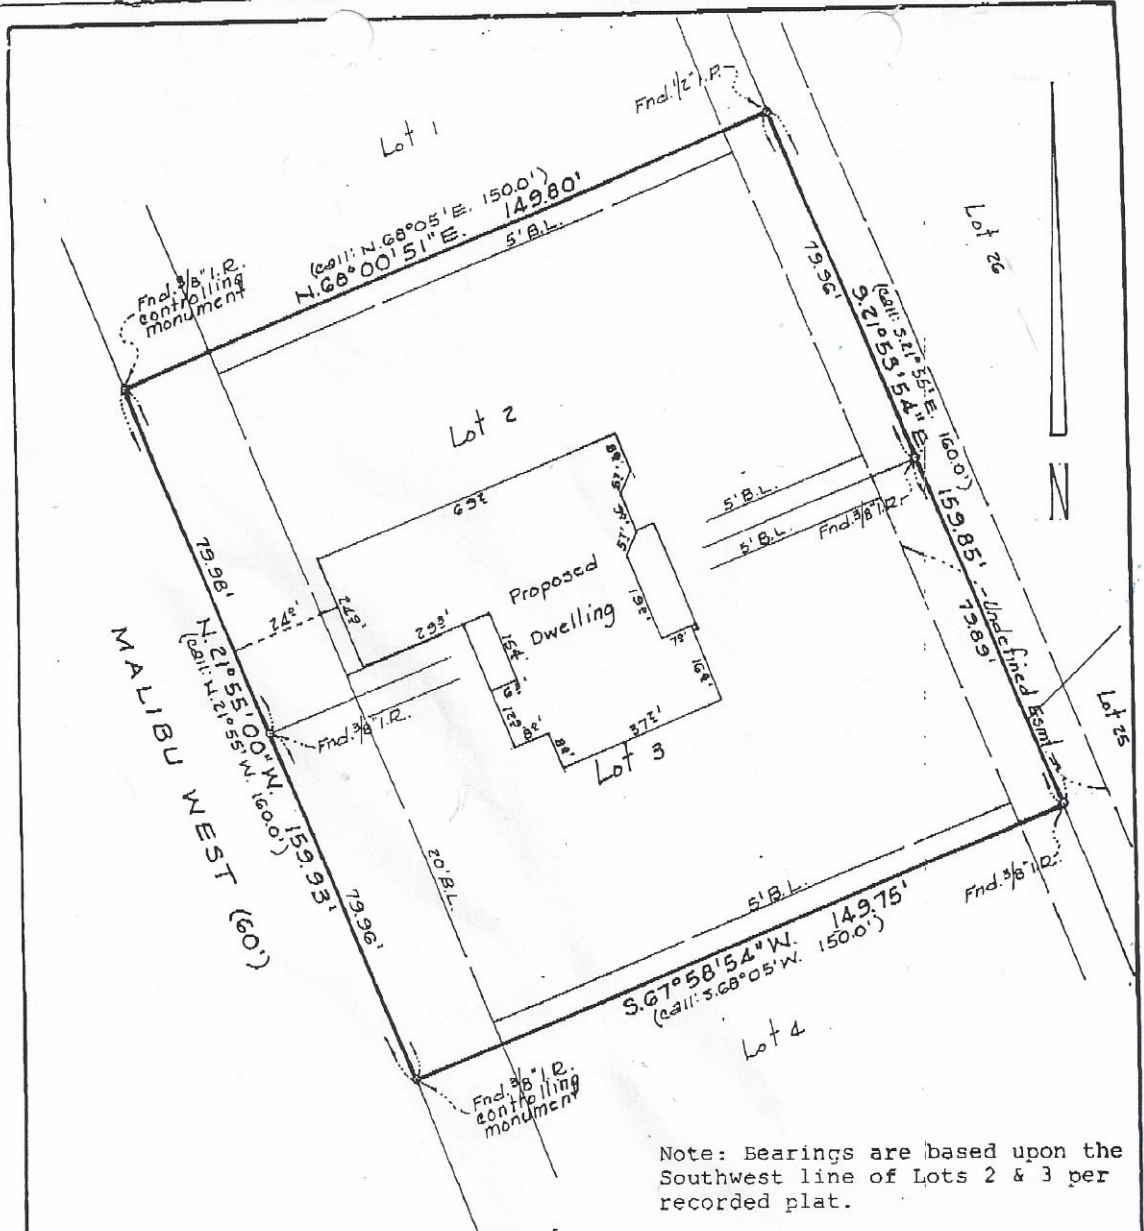 Lot 1
Fnd. 1/2" I.P.
(call: N.68°05'E. 150.0')
N.68°00'51"E. 149.80'
5' B.L.
Lot 26
Fnd. 3/8" I.R.
controlling
monument
79.96'
(call: S.21°55'E. 160.0')
S.21°53'54"E. 159.85'
Lot 2
5' B.L.
5' B.L.
Fnd. 3/8" I.R.
Proposed
Dwelling
79.98'
N.21°55'00"W. 159.93'
(call: N.21°55'W. 160.0')
MALIBU WEST (60')
Fnd. 3/8" I.R.
79.89'
Undefined Esmt
Lot 25
Lot 3
20' B.L.
79.96'
5' B.L.
S.67°58'54"W. 149.75'
(call: S.68°05'W. 150.0')
Fnd. 3/8" I.R.
Lot 4
Fnd. 3/8" I.R.
controlling
monument
N
Note: Bearings are based upon the
Southwest line of Lots 2 & 3 per
recorded plat.